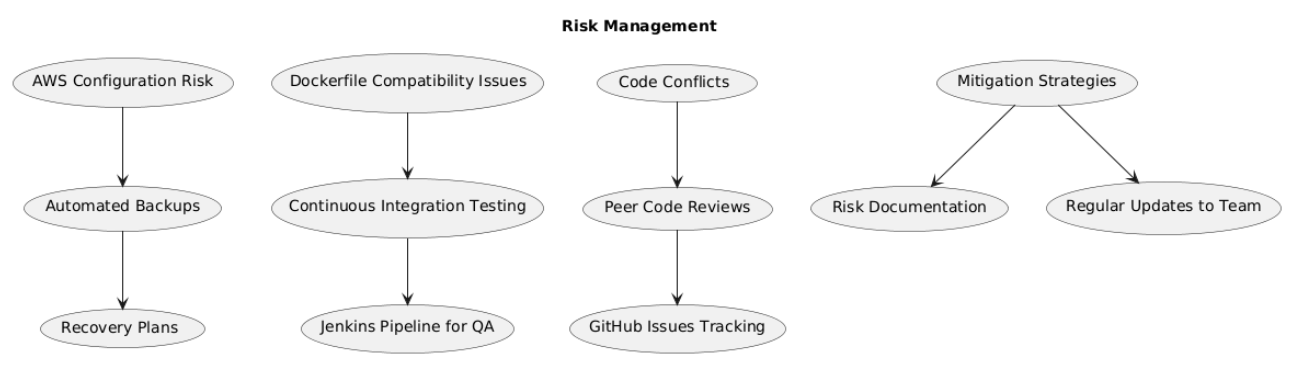 Risk Management
AWS Configuration Risk
Dockerfile Compatibility Issues
Code Conflicts
Mitigation Strategies
Automated Backups
Continuous Integration Testing
Peer Code Reviews
Risk Documentation
Regular Updates to Team
Recovery Plans
Jenkins Pipeline for QA
GitHub Issues Tracking